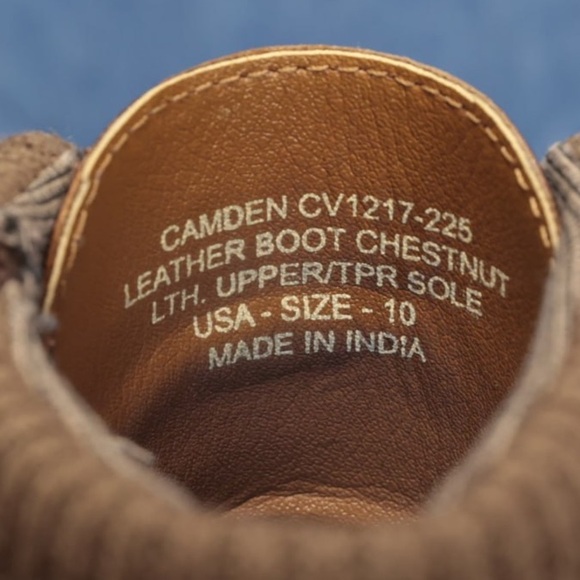 CAMDEN CV1217-225
LEATHER BOOT CHESTNUT
LTH. UPPER/TPR SOLE
USA - SIZE - 10
MADE IN INDIA